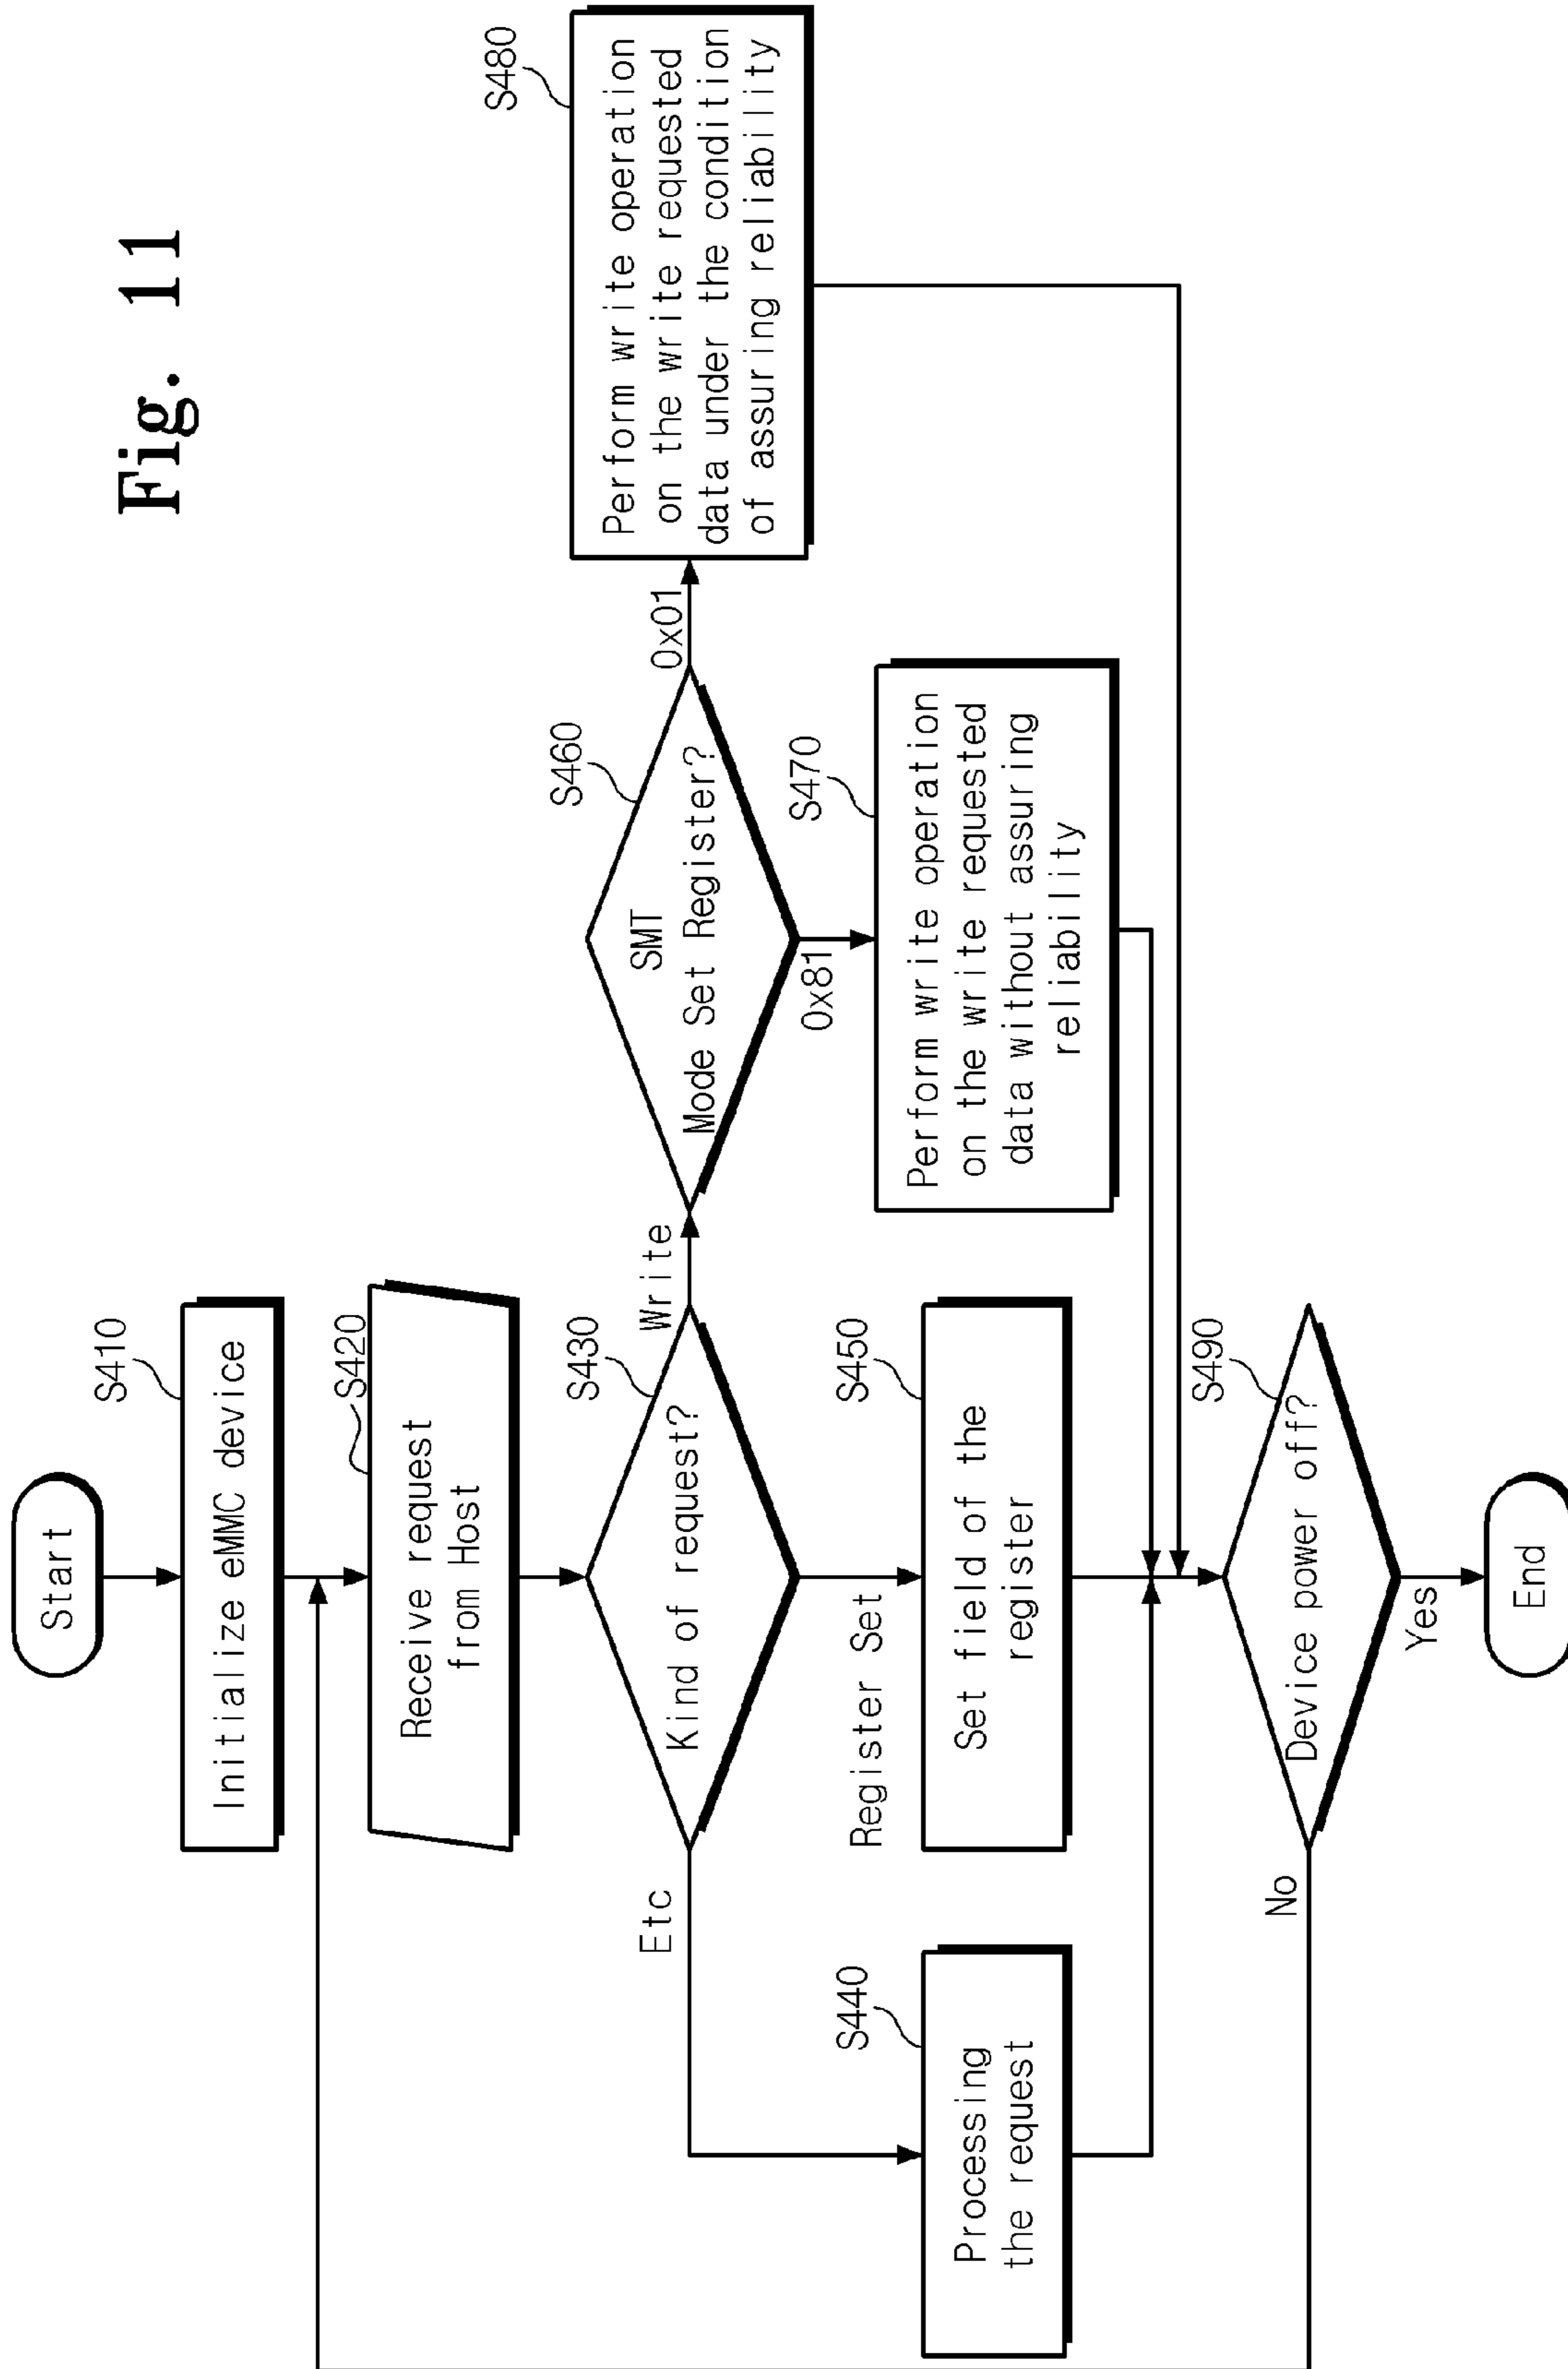 Fig. 11
Start
S410
Initialize eMMC device
S420
Receive request
from Host
S430
Kind of request?
Etc
Write
Register Set
S440
Processing
the request
S450
Set field of the
register
S460
SMT
Mode Set Register?
0x01
0x81
S470
Perform write operation
on the write requested
data without assuring
reliability
S480
Perform write operation
on the write requested
data under the condition
of assuring reliability
S490
Device power off?
No
Yes
End